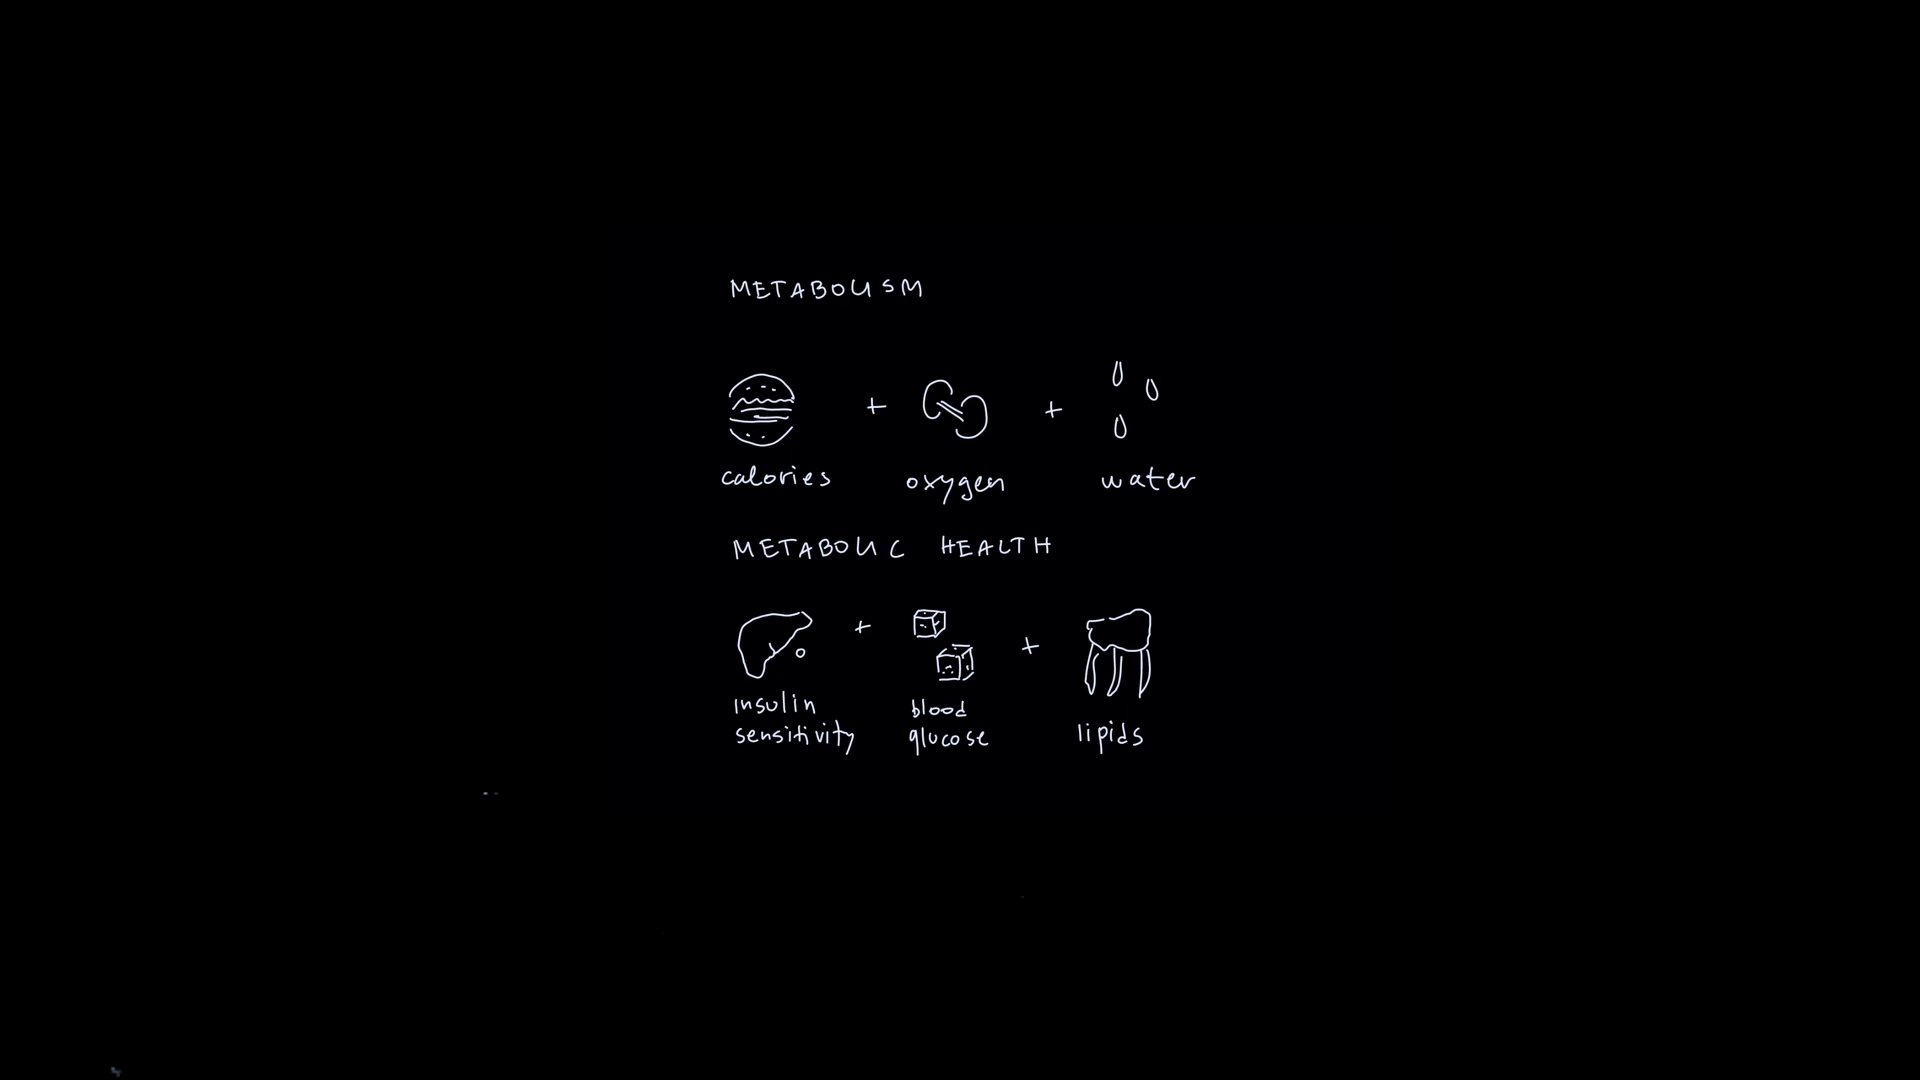 METABOLISM
+ +
calories oxygen water
METABOLIC HEALTH
+ +
insulin blood lipids
sensitivity glucose